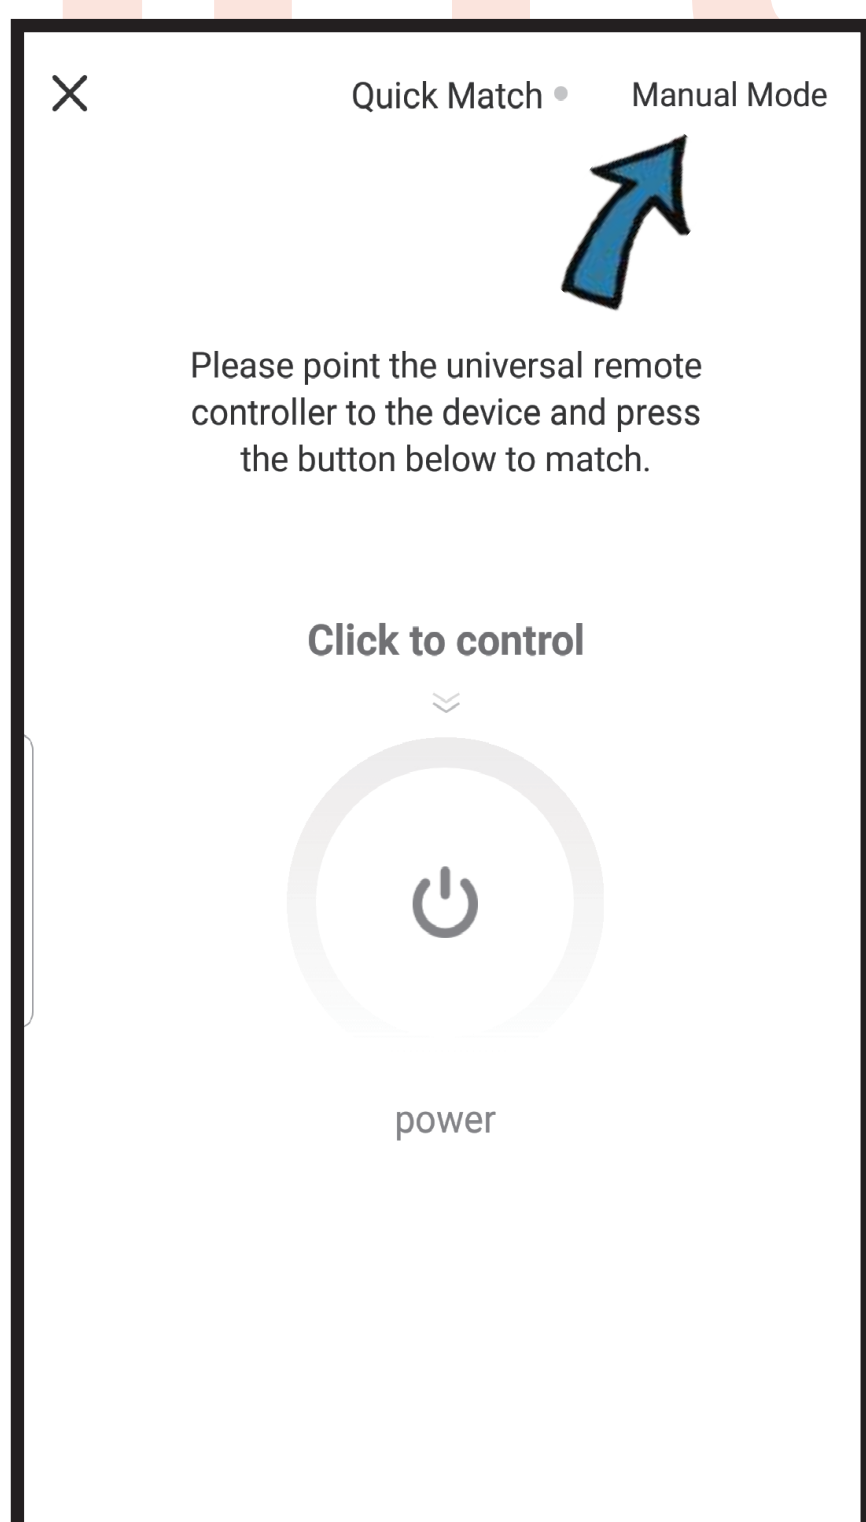 Quick Match
Manual Mode
Please point the universal remote
controller to the device and press
the button below to match.
Click to control
power